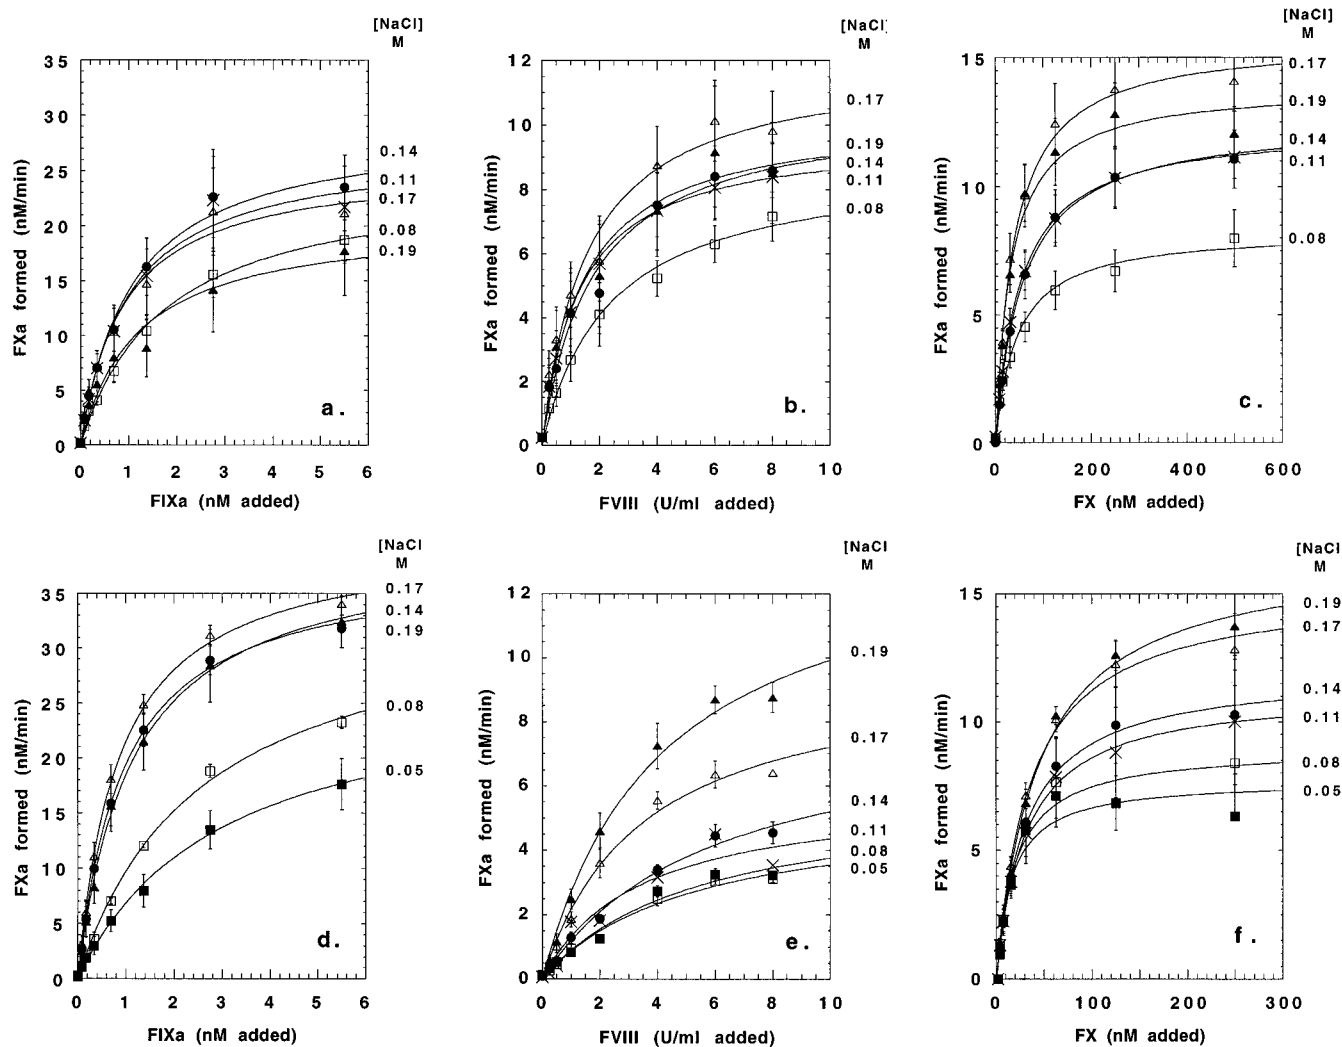 [NaCl]
M
35
30
25
20
15
10
5
0
FXa formed (nM/min)
0 1 2 3 4 5 6
FIXa (nM added)
0.14
0.11
0.17
0.08
0.19
a.
[NaCl]
M
12
10
8
6
4
2
0
FXa formed (nM/min)
0 2 4 6 8 10
FVIII (U/ml added)
0.17
0.19
0.14
0.11
0.08
b.
[NaCl]
M
15
10
5
0
FXa formed (nM/min)
0 200 400 600
FX (nM added)
0.17
0.19
0.14
0.11
0.08
c.
[NaCl
M
35
30
25
20
15
10
5
0
FXa formed (nM/min)
0 1 2 3 4 5 6
FIXa (nM added)
0.17
0.14
0.19
0.08
0.05
d.
[NaCl
M
12
10
8
6
4
2
0
FXa formed (nM/min)
0 2 4 6 8 10
FVIII (U/ml added)
0.19
0.17
0.14
0.11
0.08
0.05
e.
[NaCl
M
15
10
5
0
FXa formed (nM/min)
0 100 200 300
FX (nM added)
0.19
0.17
0.14
0.11
0.08
0.05
f.